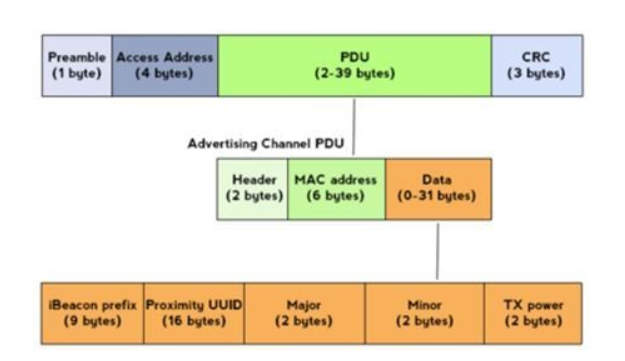 Preamble
(1 byte)
Access Address
(4 bytes)
PDU
(2-39 bytes)
CRC
(3 bytes)
Advertising Channel PDU
Header
(2 bytes)
MAC address
(6 bytes)
Data
(0-31 bytes)
iBeacon prefix
(9 bytes)
Proximity UUID
(16 bytes)
Major
(2 bytes)
Minor
(2 bytes)
TX power
(2 bytes)